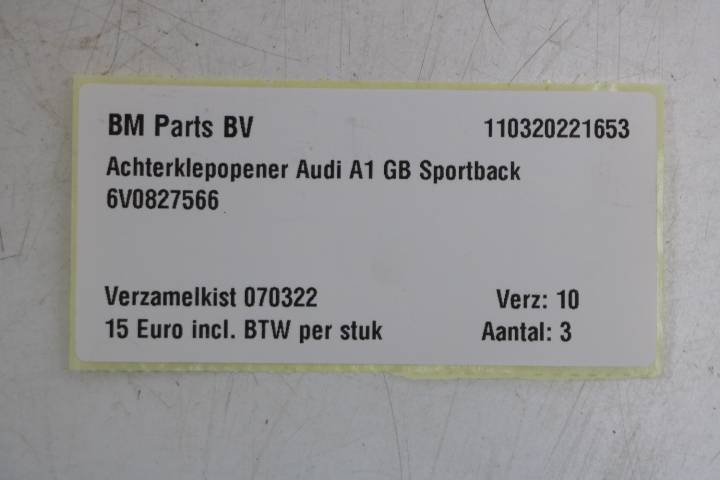 BM Parts BV 110320221653
Achterklepopener Audi A1 GB Sportback
6V0827566
Verzamelkist 070322 Verz: 10
15 Euro incl. BTW per stuk Aantal: 3